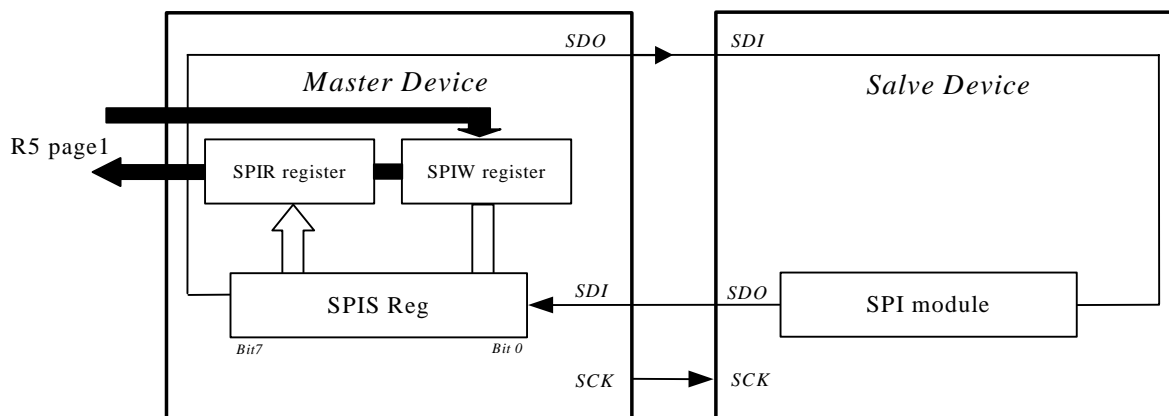 SDO
SDI
Master Device
Salve Device
R5 page1
SPIR register
SPIW register
SPIS Reg
SDI
SDO
SPI module
Bit7
Bit 0
SCK
SCK